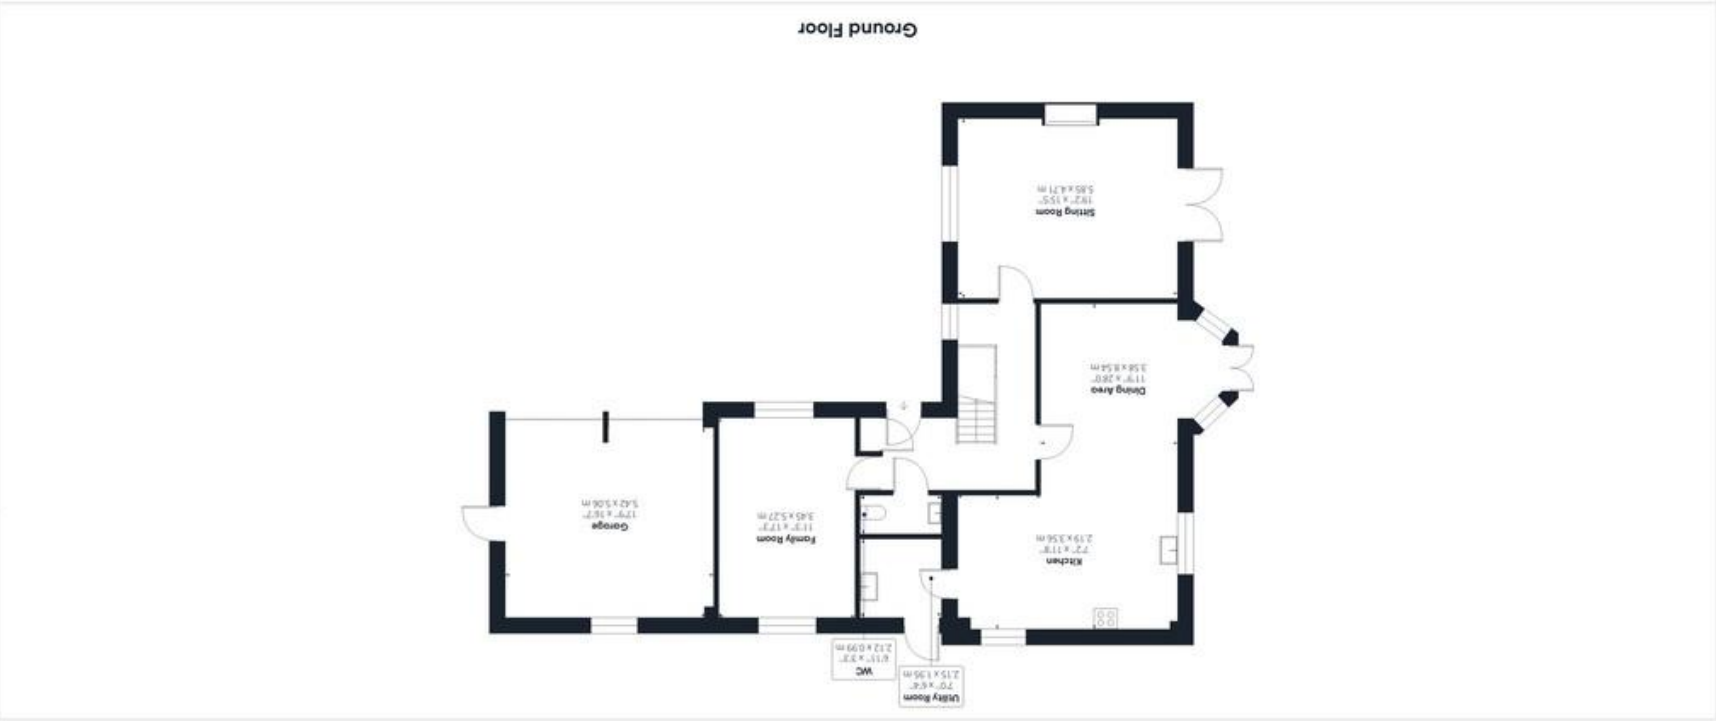 Ground Floor
Sitting Room
19'2" x 15'5"
5.85 x 4.71 m
Dining Area
11'9" x 28'0"
3.58 x 8.54 m
Garage
17'9" x 16'7"
5.42 x 5.06 m
Family Room
11'3" x 17'3"
3.45 x 5.27 m
Kitchen
7'2" x 11'8"
2.19 x 3.56 m
WC
6'11" x 3'3"
2.12 x 0.99 m
Utility Room
7'0" x 6'4"
2.15 x 1.95 m